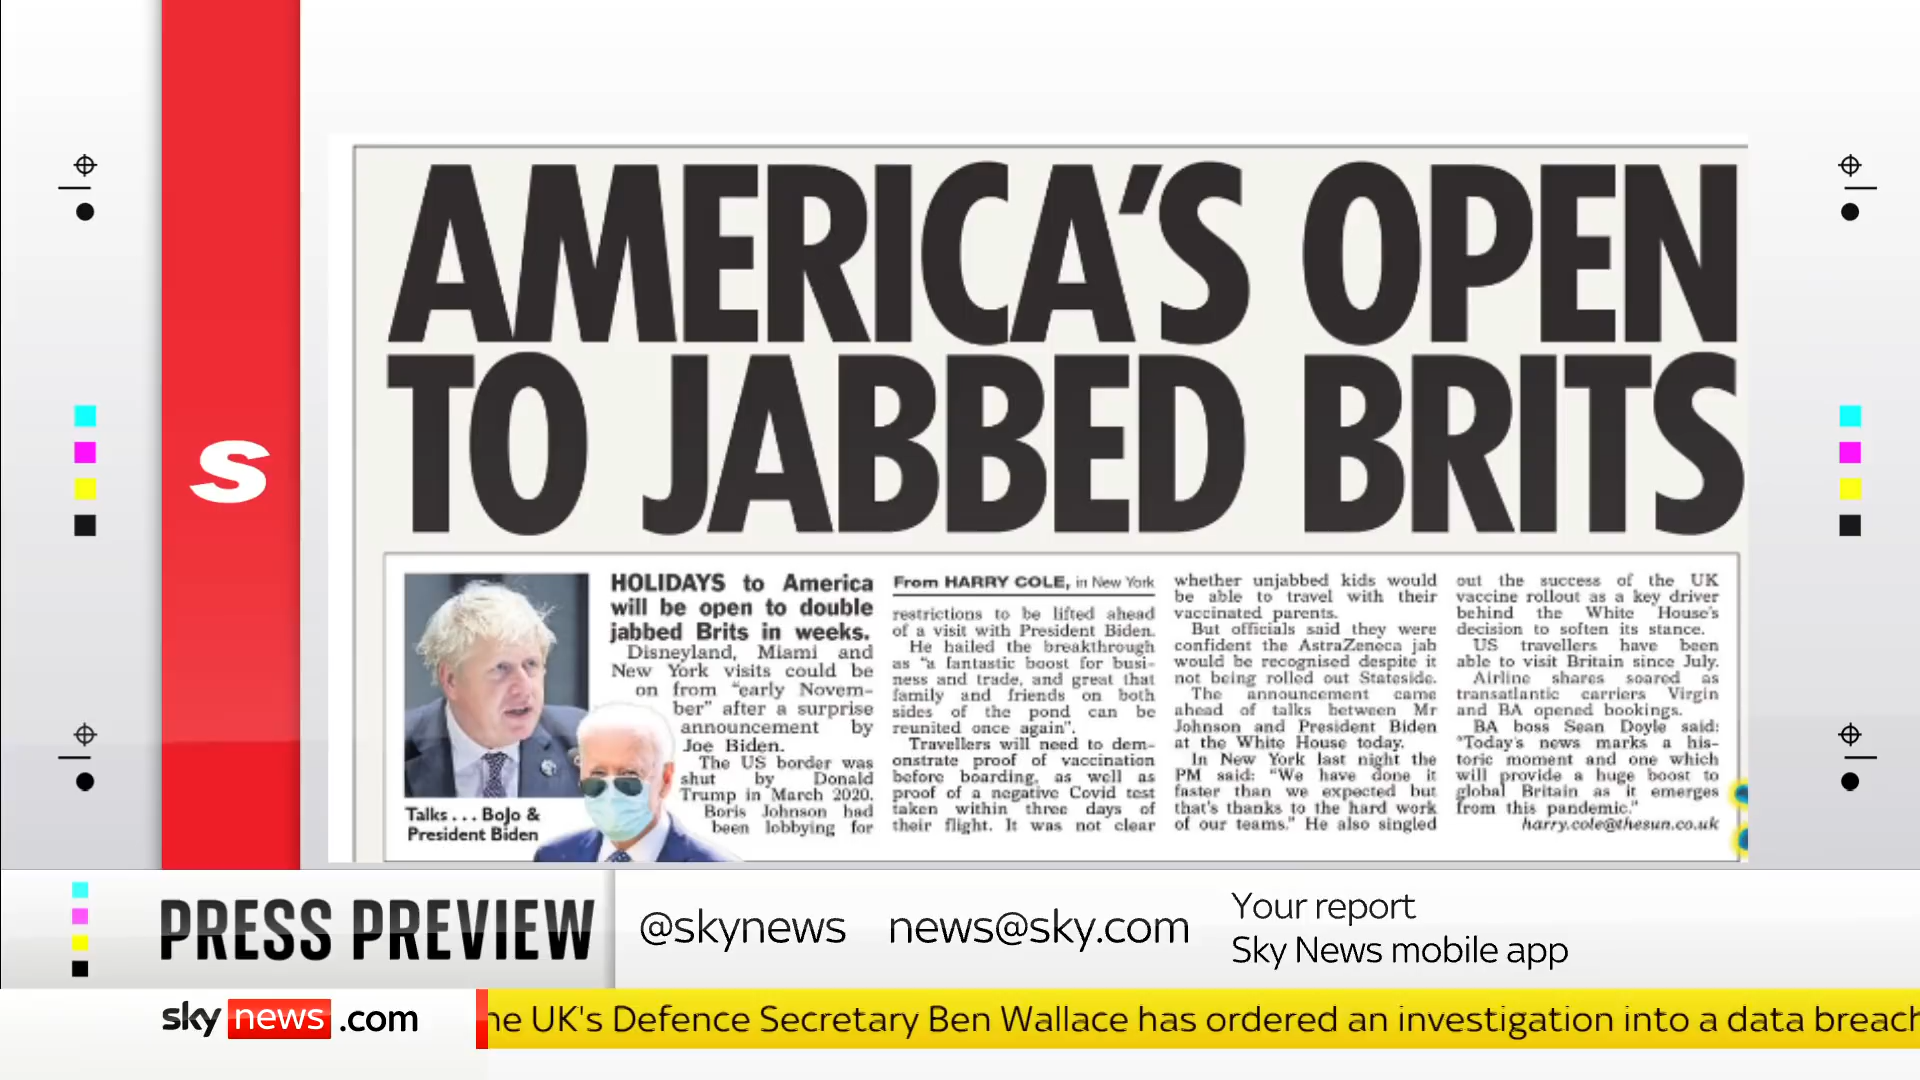 AMERICA'S OPEN
TO JABBED BRITS
S
Talks . . . BoJo &
President Biden
HOLIDAYS to America
will be open to double
jabbed Brits in weeks.
Disneyland, Miami and
New York visits could be
on from "early Novem-
ber" after a surprise
announcement by
Joe Biden.
The US border was
shut by Donald
Trump in March 2020.
Boris Johnson had
been lobbying for
From HARRY COLE, in New York
restrictions to be lifted ahead
of a visit with President Biden.
He hailed the breakthrough
as "a fantastic boost for busi-
ness and trade, and great that
family and friends on both
sides of the pond can be
reunited once again".
Travellers will need to dem-
onstrate proof of vaccination
before boarding, as well as
proof of a negative Covid test
taken within three days of
their flight. It was not clear
whether unjabbed kids would
be able to travel with their
vaccinated parents.
But officials said they were
confident the AstraZeneca jab
would be recognised despite it
not being rolled out Stateside.
The announcement came
ahead of talks between Mr
Johnson and President Biden
at the White House today.
In New York last night the
PM said: "We have done it
faster than we expected but
that's thanks to the hard work
of our teams." He also singled
out the success of the UK
vaccine rollout as a key driver
behind the White House's
decision to soften its stance.
US travellers have been
able to visit Britain since July.
Airline shares soared as
transatlantic carriers Virgin
and BA opened bookings.
BA boss Sean Doyle said:
"Today's news marks a his-
toric moment and one which
will provide a huge boost to
global Britain as it emerges
from this pandemic."
harry.cole@thesun.co.uk
PRESS PREVIEW
@skynews news@sky.com
Your report
Sky News mobile app
sky news .com
he UK's Defence Secretary Ben Wallace has ordered an investigation into a data breach